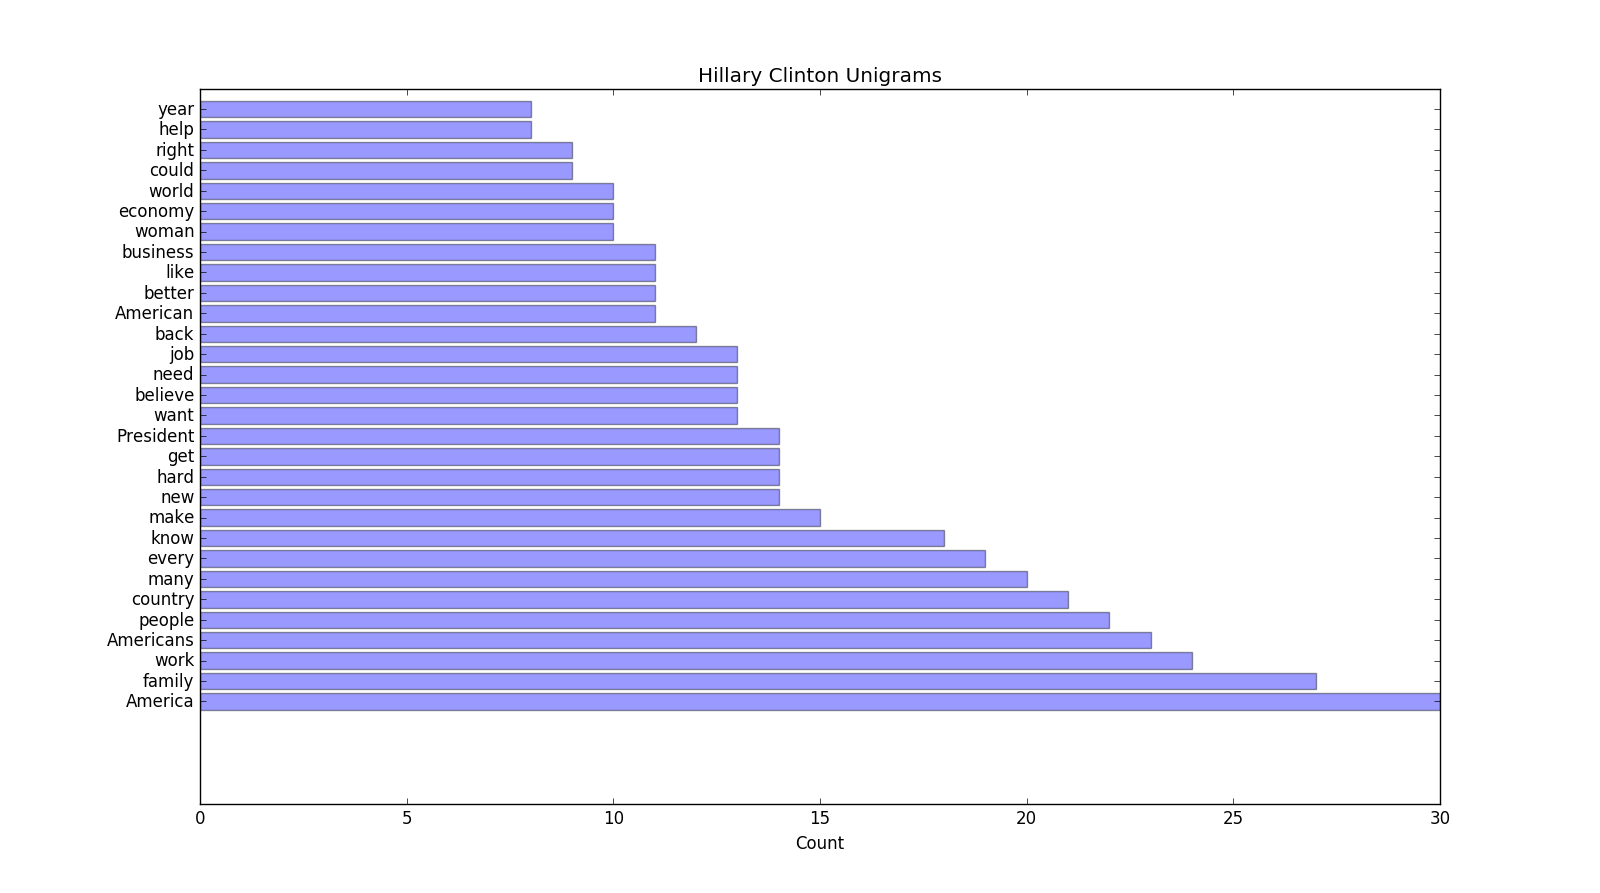 Hillary Clinton Unigrams
year
help
right
could
world
economy
woman
business
like
better
American
back
job
need
believe
want
President
get
hard
new
make
know
every
many
country
people
Americans
work
family
America
0 5 10 15 20 25 30
Count